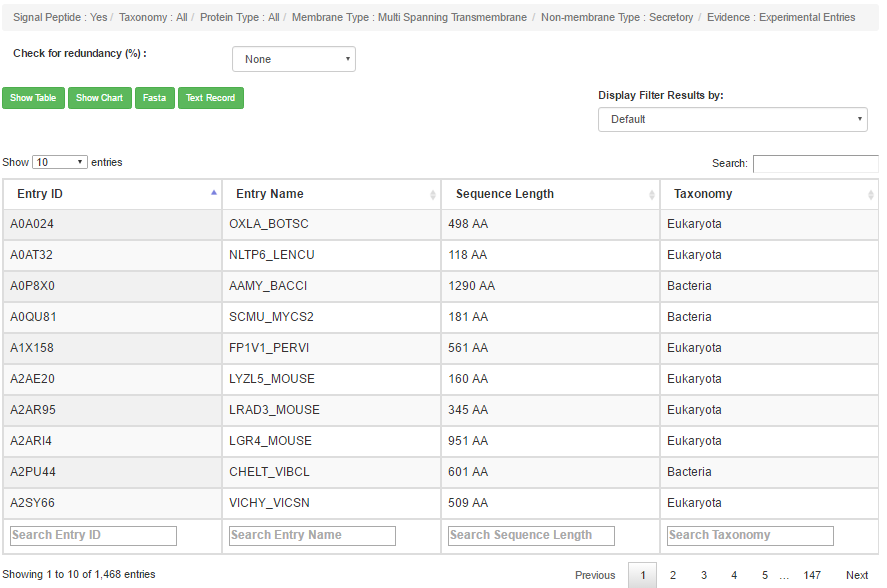 Signal Peptide : Yes / Taxonomy : All / Protein Type : All / Membrane Type : Multi Spanning Transmembrane / Non-membrane Type : Secretory / Evidence : Experimental Entries
Check for redundancy (%) : None
Show Table Show Chart Fasta Text Record
Display Filter Results by:
Default
Show 10 entries Search:
Entry ID Entry Name Sequence Length Taxonomy
A0A024 OXLA_BOTSC 498 AA Eukaryota
A0AT32 NLTP6_LENCU 118 AA Eukaryota
A0P8X0 AAMY_BACCI 1290 AA Bacteria
A0QU81 SCMU_MYCS2 181 AA Bacteria
A1X158 FP1V1_PERVI 561 AA Eukaryota
A2AE20 LYZL5_MOUSE 160 AA Eukaryota
A2AR95 LRAD3_MOUSE 345 AA Eukaryota
A2ARI4 LGR4_MOUSE 951 AA Eukaryota
A2PU44 CHELT_VIBCL 601 AA Bacteria
A2SY66 VICHY_VICSN 509 AA Eukaryota
Search Entry ID Search Entry Name Search Sequence Length Search Taxonomy
Showing 1 to 10 of 1,468 entries Previous 1 2 3 4 5 ... 147 Next